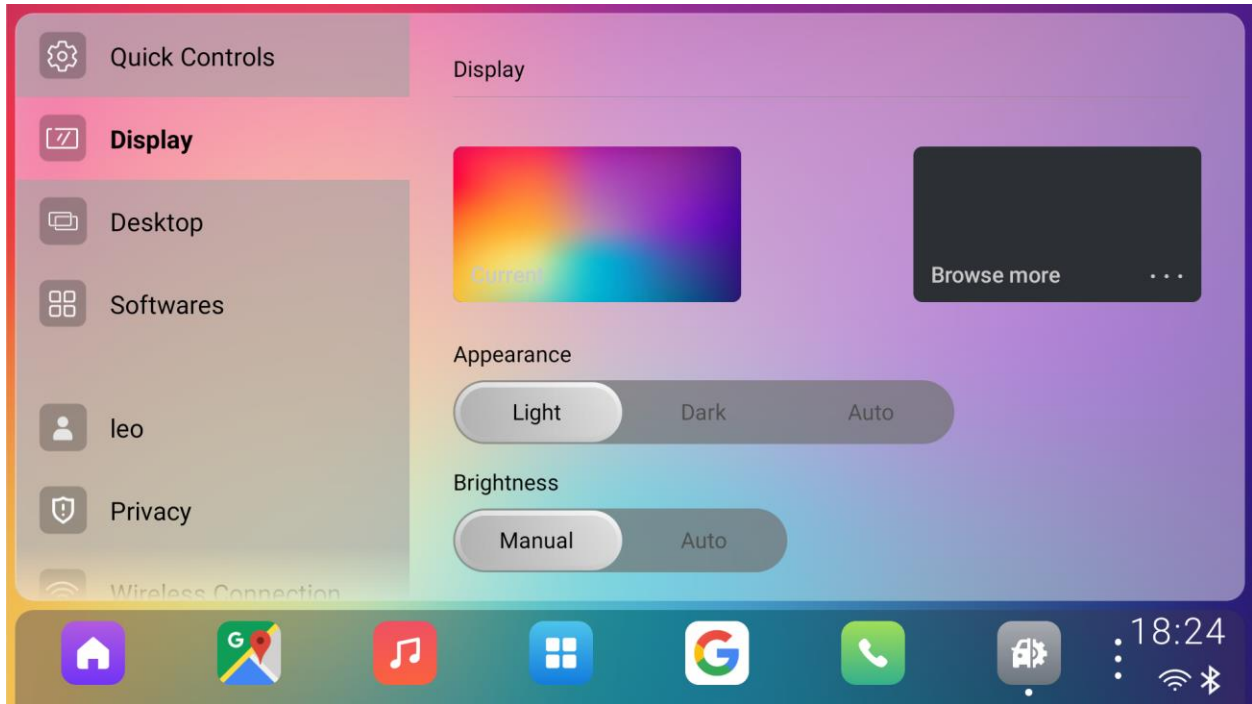 Quick Controls
Display
Desktop
Softwares
leo
Privacy
Wireless Connection
Display
Current
Browse more ...
Appearance
Light Dark Auto
Brightness
Manual Auto
G
G
18:24